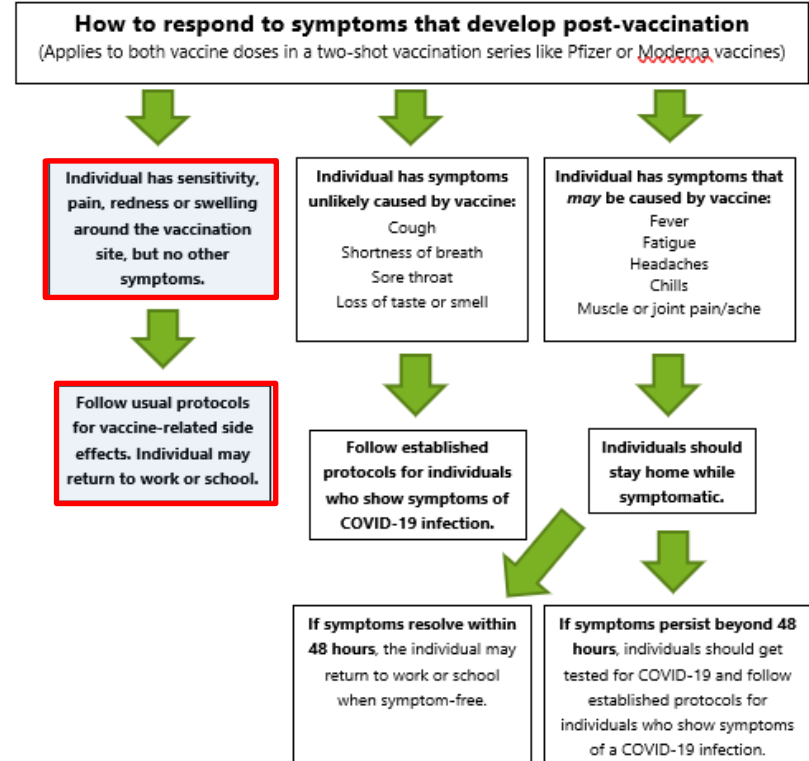 How to respond to symptoms that develop post-vaccination
(Applies to both vaccine doses in a two-shot vaccination series like Pfizer or Moderna vaccines)
Individual has sensitivity,
pain, redness or swelling
around the vaccination
site, but no other
symptoms.
Follow usual protocols
for vaccine-related side
effects. Individual may
return to work or school.
Individual has symptoms
unlikely caused by vaccine:
Cough
Shortness of breath
Sore throat
Loss of taste or smell
Follow established
protocols for individuals
who show symptoms of
COVID-19 infection.
Individual has symptoms that
may be caused by vaccine:
Fever
Fatigue
Headaches
Chills
Muscle or joint pain/ache
Individuals should
stay home while
symptomatic.
If symptoms resolve within
48 hours, the individual may
return to work or school
when symptom-free.
If symptoms persist beyond 48
hours, individuals should get
tested for COVID-19 and follow
established protocols for
individuals who show symptoms
of a COVID-19 infection.